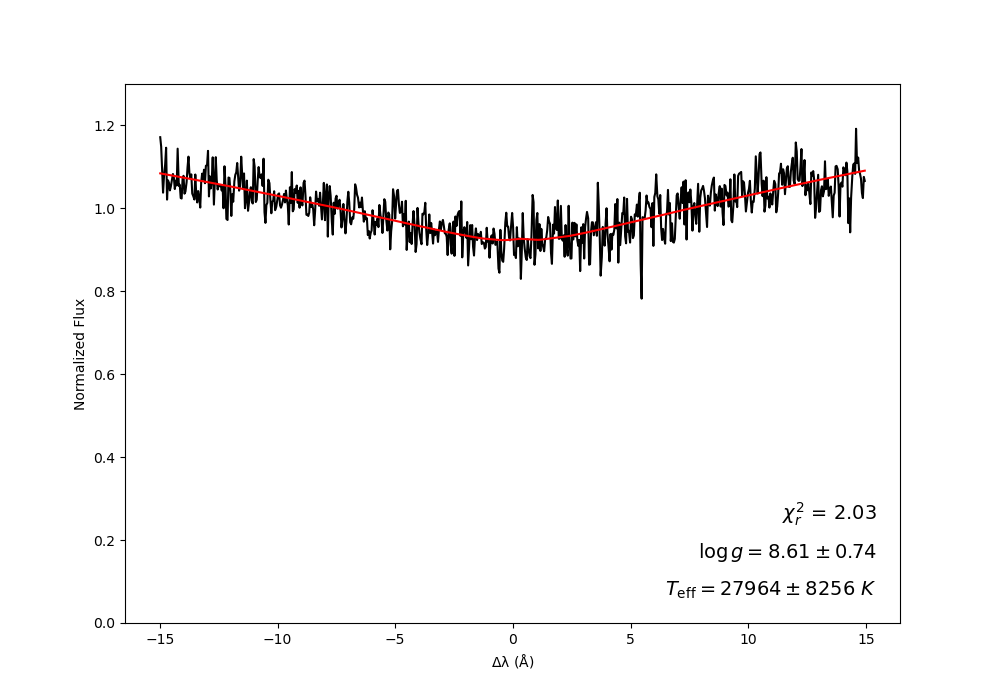 1.2
1.0
0.8
0.6
0.4
0.2
0.0
Normalized Flux
χ²ᵣ = 2.03
log g = 8.61 ± 0.74
T_eff = 27964 ± 8256 K
−15 −10 −5 0 5 10 15
Δλ (Å)